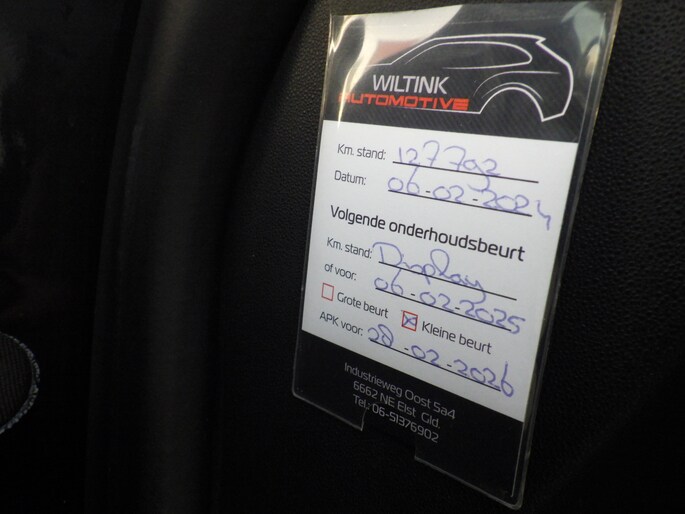 WILTINK
AUTOMOTIVE
Km. stand: 127792
Datum: 06-02-2024
Volgende onderhoudsbeurt
Km. stand: Display
of voor: 06-02-2025
Grote beurt Kleine beurt
APK voor: 28-02-2026
Industrieweg Oost 5a4
6662 NE Elst Gld.
Tel.: 06-51376902